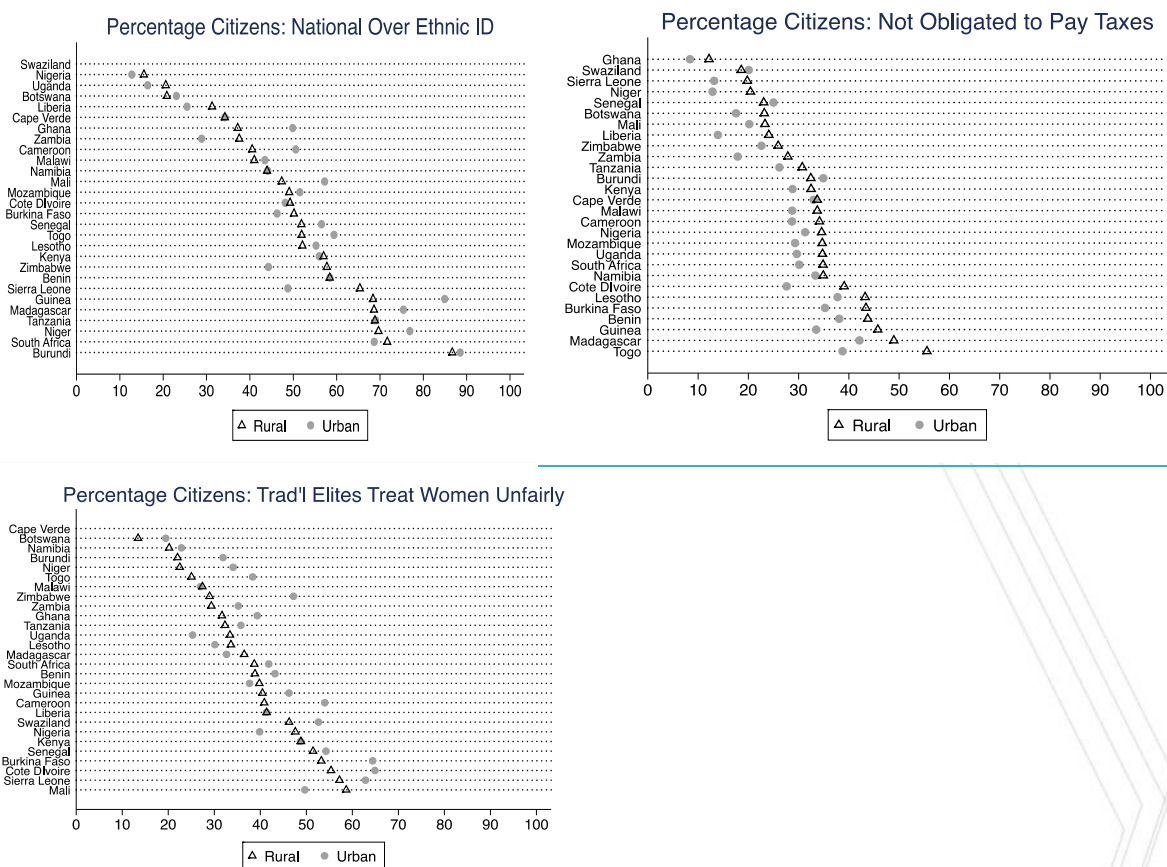 Percentage Citizens: National Over Ethnic ID
Swaziland
Nigeria
Uganda
Botswana
Liberia
Cape Verde
Ghana
Zambia
Cameroon
Malawi
Namibia
Mali
Mozambique
Cote DIvoire
Burkina Faso
Senegal
Togo
Lesotho
Kenya
Zimbabwe
Benin
Sierra Leone
Guinea
Madagascar
Tanzania
Niger
South Africa
Burundi
0 10 20 30 40 50 60 70 80 90 100
Rural Urban
Percentage Citizens: Not Obligated to Pay Taxes
Ghana
Swaziland
Sierra Leone
Niger
Senegal
Botswana
Mali
Liberia
Zimbabwe
Zambia
Tanzania
Burundi
Kenya
Cape Verde
Malawi
Cameroon
Nigeria
Mozambique
Uganda
South Africa
Namibia
Cote DIvoire
Lesotho
Burkina Faso
Benin
Guinea
Madagascar
Togo
0 10 20 30 40 50 60 70 80 90 100
Rural Urban
Percentage Citizens: Trad'l Elites Treat Women Unfairly
Cape Verde
Botswana
Namibia
Burundi
Niger
Togo
Malawi
Zimbabwe
Zambia
Ghana
Tanzania
Uganda
Lesotho
Madagascar
South Africa
Benin
Mozambique
Guinea
Cameroon
Liberia
Swaziland
Nigeria
Kenya
Senegal
Burkina Faso
Cote DIvoire
Sierra Leone
Mali
0 10 20 30 40 50 60 70 80 90 100
Rural Urban